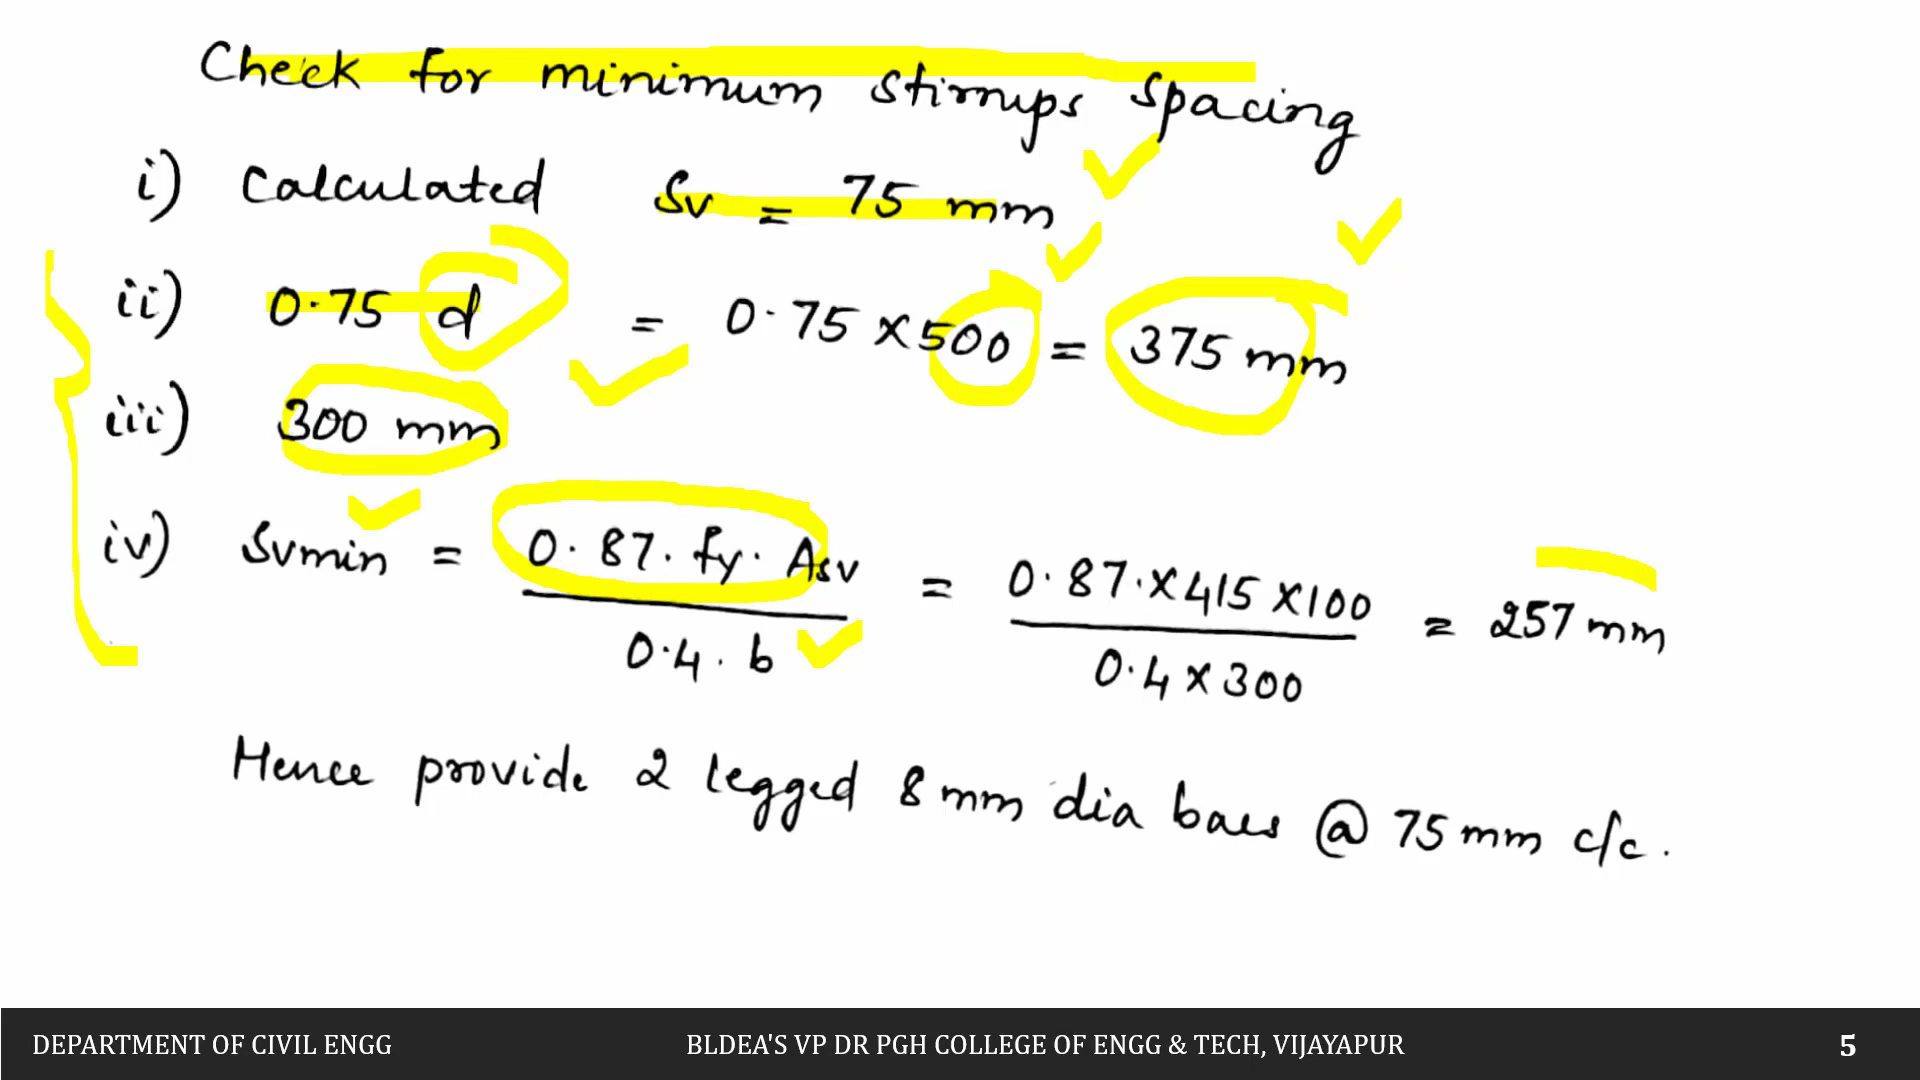 Check for minimum stirrups spacing
i) Calculated Sv = 75 mm
ii) 0.75 d = 0.75 × 500 = 375 mm
iii) 300 mm
iv) Svmin = 0.87. fy. Asv / 0.4. b = 0.87. × 415 × 100 / 0.4 × 300 = 257 mm
Hence provide 2 legged 8 mm dia bars @ 75 mm c/c.
DEPARTMENT OF CIVIL ENGG BLDEA'S VP DR PGH COLLEGE OF ENGG & TECH, VIJAYAPUR 5